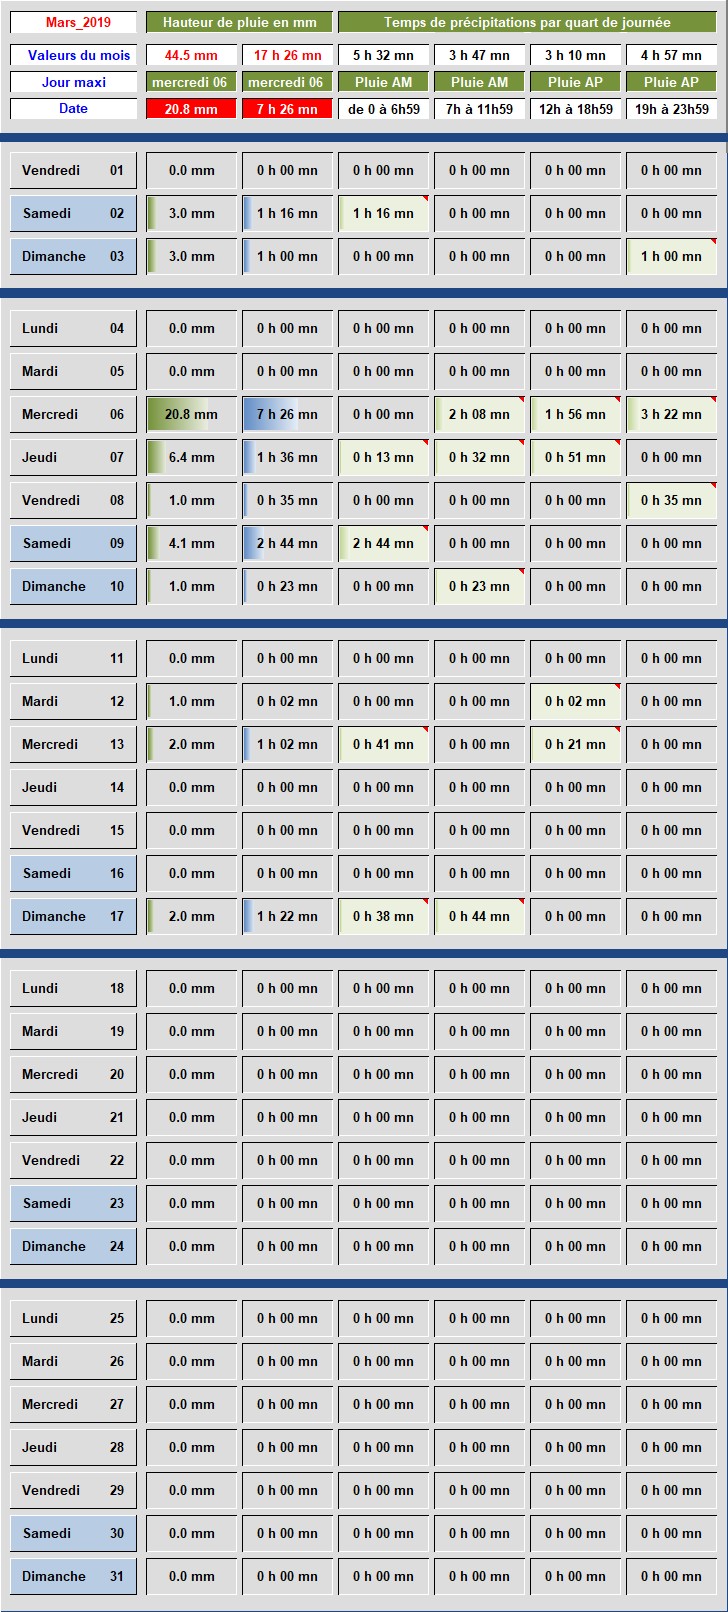 Mars_2019 Hauteur de pluie en mm Temps de précipitations par quart de journée
Valeurs du mois 44.5 mm 17 h 26 mn 5 h 32 mn 3 h 47 mn 3 h 10 mn 4 h 57 mn
Jour maxi mercredi 06 mercredi 06 Pluie AM Pluie AM Pluie AP Pluie AP
Date 20.8 mm 7 h 26 mn de 0 à 6h59 7h à 11h59 12h à 18h59 19h à 23h59
Vendredi 01 0.0 mm 0 h 00 mn 0 h 00 mn 0 h 00 mn 0 h 00 mn 0 h 00 mn
Samedi 02 3.0 mm 1 h 16 mn 1 h 16 mn 0 h 00 mn 0 h 00 mn 0 h 00 mn
Dimanche 03 3.0 mm 1 h 00 mn 0 h 00 mn 0 h 00 mn 0 h 00 mn 1 h 00 mn
Lundi 04 0.0 mm 0 h 00 mn 0 h 00 mn 0 h 00 mn 0 h 00 mn 0 h 00 mn
Mardi 05 0.0 mm 0 h 00 mn 0 h 00 mn 0 h 00 mn 0 h 00 mn 0 h 00 mn
Mercredi 06 20.8 mm 7 h 26 mn 0 h 00 mn 2 h 08 mn 1 h 56 mn 3 h 22 mn
Jeudi 07 6.4 mm 1 h 36 mn 0 h 13 mn 0 h 32 mn 0 h 51 mn 0 h 00 mn
Vendredi 08 1.0 mm 0 h 35 mn 0 h 00 mn 0 h 00 mn 0 h 00 mn 0 h 35 mn
Samedi 09 4.1 mm 2 h 44 mn 2 h 44 mn 0 h 00 mn 0 h 00 mn 0 h 00 mn
Dimanche 10 1.0 mm 0 h 23 mn 0 h 00 mn 0 h 23 mn 0 h 00 mn 0 h 00 mn
Lundi 11 0.0 mm 0 h 00 mn 0 h 00 mn 0 h 00 mn 0 h 00 mn 0 h 00 mn
Mardi 12 1.0 mm 0 h 02 mn 0 h 00 mn 0 h 00 mn 0 h 02 mn 0 h 00 mn
Mercredi 13 2.0 mm 1 h 02 mn 0 h 41 mn 0 h 00 mn 0 h 21 mn 0 h 00 mn
Jeudi 14 0.0 mm 0 h 00 mn 0 h 00 mn 0 h 00 mn 0 h 00 mn 0 h 00 mn
Vendredi 15 0.0 mm 0 h 00 mn 0 h 00 mn 0 h 00 mn 0 h 00 mn 0 h 00 mn
Samedi 16 0.0 mm 0 h 00 mn 0 h 00 mn 0 h 00 mn 0 h 00 mn 0 h 00 mn
Dimanche 17 2.0 mm 1 h 22 mn 0 h 38 mn 0 h 44 mn 0 h 00 mn 0 h 00 mn
Lundi 18 0.0 mm 0 h 00 mn 0 h 00 mn 0 h 00 mn 0 h 00 mn 0 h 00 mn
Mardi 19 0.0 mm 0 h 00 mn 0 h 00 mn 0 h 00 mn 0 h 00 mn 0 h 00 mn
Mercredi 20 0.0 mm 0 h 00 mn 0 h 00 mn 0 h 00 mn 0 h 00 mn 0 h 00 mn
Jeudi 21 0.0 mm 0 h 00 mn 0 h 00 mn 0 h 00 mn 0 h 00 mn 0 h 00 mn
Vendredi 22 0.0 mm 0 h 00 mn 0 h 00 mn 0 h 00 mn 0 h 00 mn 0 h 00 mn
Samedi 23 0.0 mm 0 h 00 mn 0 h 00 mn 0 h 00 mn 0 h 00 mn 0 h 00 mn
Dimanche 24 0.0 mm 0 h 00 mn 0 h 00 mn 0 h 00 mn 0 h 00 mn 0 h 00 mn
Lundi 25 0.0 mm 0 h 00 mn 0 h 00 mn 0 h 00 mn 0 h 00 mn 0 h 00 mn
Mardi 26 0.0 mm 0 h 00 mn 0 h 00 mn 0 h 00 mn 0 h 00 mn 0 h 00 mn
Mercredi 27 0.0 mm 0 h 00 mn 0 h 00 mn 0 h 00 mn 0 h 00 mn 0 h 00 mn
Jeudi 28 0.0 mm 0 h 00 mn 0 h 00 mn 0 h 00 mn 0 h 00 mn 0 h 00 mn
Vendredi 29 0.0 mm 0 h 00 mn 0 h 00 mn 0 h 00 mn 0 h 00 mn 0 h 00 mn
Samedi 30 0.0 mm 0 h 00 mn 0 h 00 mn 0 h 00 mn 0 h 00 mn 0 h 00 mn
Dimanche 31 0.0 mm 0 h 00 mn 0 h 00 mn 0 h 00 mn 0 h 00 mn 0 h 00 mn